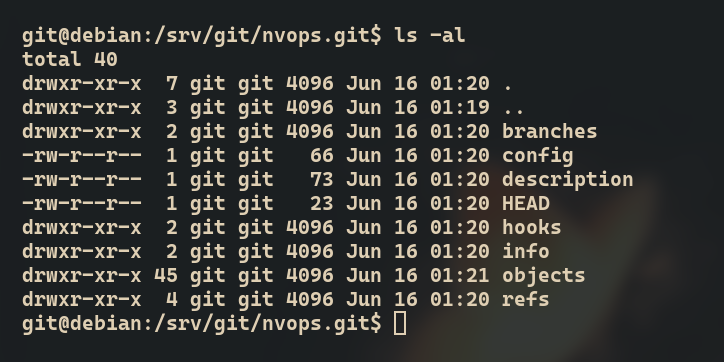 git@debian:/srv/git/nvops.git$ ls -al
total 40
drwxr-xr-x  7 git git 4096 Jun 16 01:20 .
drwxr-xr-x  3 git git 4096 Jun 16 01:19 ..
drwxr-xr-x  2 git git 4096 Jun 16 01:20 branches
-rw-r--r--  1 git git   66 Jun 16 01:20 config
-rw-r--r--  1 git git   73 Jun 16 01:20 description
-rw-r--r--  1 git git   23 Jun 16 01:20 HEAD
drwxr-xr-x  2 git git 4096 Jun 16 01:20 hooks
drwxr-xr-x  2 git git 4096 Jun 16 01:20 info
drwxr-xr-x 45 git git 4096 Jun 16 01:21 objects
drwxr-xr-x  4 git git 4096 Jun 16 01:20 refs
git@debian:/srv/git/nvops.git$